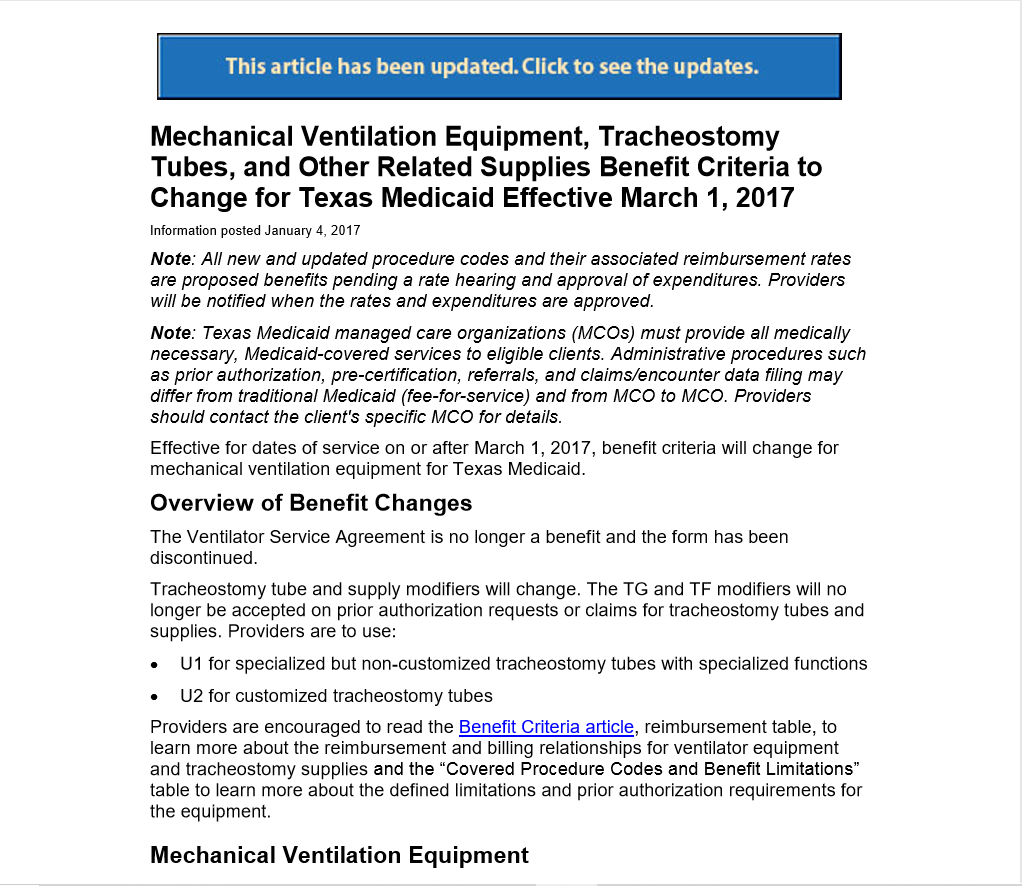 This article has been updated. Click to see the updates.
Mechanical Ventilation Equipment, Tracheostomy
Tubes, and Other Related Supplies Benefit Criteria to
Change for Texas Medicaid Effective March 1, 2017
Information posted January 4, 2017
Note: All new and updated procedure codes and their associated reimbursement rates
are proposed benefits pending a rate hearing and approval of expenditures. Providers
will be notified when the rates and expenditures are approved.
Note: Texas Medicaid managed care organizations (MCOs) must provide all medically
necessary, Medicaid-covered services to eligible clients. Administrative procedures such
as prior authorization, pre-certification, referrals, and claims/encounter data filing may
differ from traditional Medicaid (fee-for-service) and from MCO to MCO. Providers
should contact the client's specific MCO for details.
Effective for dates of service on or after March 1, 2017, benefit criteria will change for
mechanical ventilation equipment for Texas Medicaid.
Overview of Benefit Changes
The Ventilator Service Agreement is no longer a benefit and the form has been
discontinued.
Tracheostomy tube and supply modifiers will change. The TG and TF modifiers will no
longer be accepted on prior authorization requests or claims for tracheostomy tubes and
supplies. Providers are to use:
• U1 for specialized but non-customized tracheostomy tubes with specialized functions
• U2 for customized tracheostomy tubes
Providers are encouraged to read the Benefit Criteria article, reimbursement table, to
learn more about the reimbursement and billing relationships for ventilator equipment
and tracheostomy supplies and the “Covered Procedure Codes and Benefit Limitations”
table to learn more about the defined limitations and prior authorization requirements for
the equipment.
Mechanical Ventilation Equipment